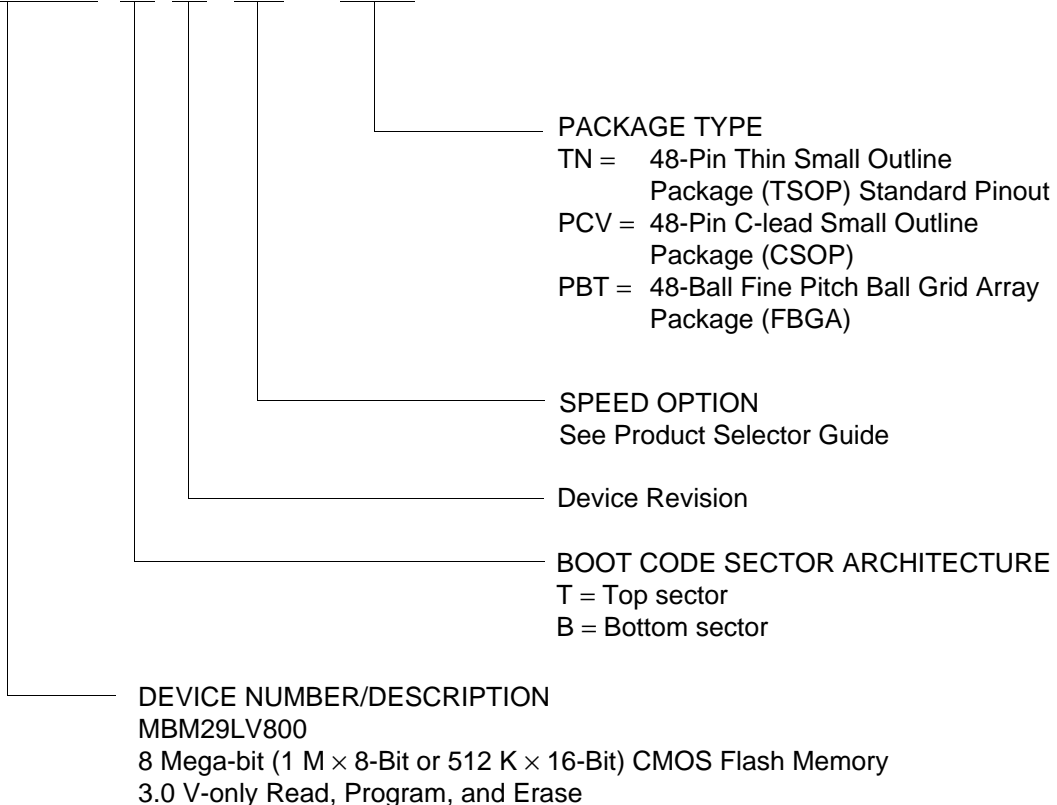 PACKAGE TYPE
TN = 48-Pin Thin Small Outline
Package (TSOP) Standard Pinout
PCV = 48-Pin C-lead Small Outline
Package (CSOP)
PBT = 48-Ball Fine Pitch Ball Grid Array
Package (FBGA)
SPEED OPTION
See Product Selector Guide
Device Revision
BOOT CODE SECTOR ARCHITECTURE
T = Top sector
B = Bottom sector
DEVICE NUMBER/DESCRIPTION
MBM29LV800
8 Mega-bit (1 M × 8-Bit or 512 K × 16-Bit) CMOS Flash Memory
3.0 V-only Read, Program, and Erase